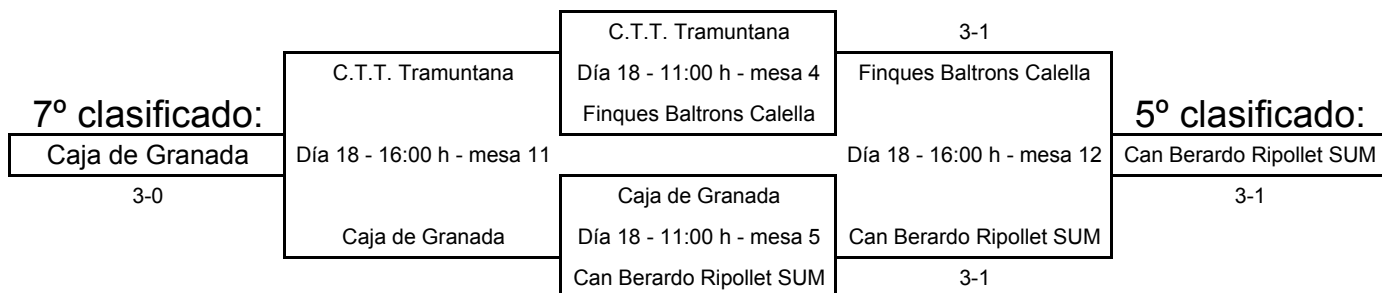 C.T.T. Tramuntana 3-1
C.T.T. Tramuntana Día 18 - 11:00 h - mesa 4 Finques Baltrons Calella
7º clasificado: Finques Baltrons Calella 5º clasificado:
Caja de Granada Día 18 - 16:00 h - mesa 11 Día 18 - 16:00 h - mesa 12 Can Berardo Ripollet SUM
3-0 Caja de Granada 3-1
Caja de Granada Día 18 - 11:00 h - mesa 5 Can Berardo Ripollet SUM
Can Berardo Ripollet SUM 3-1